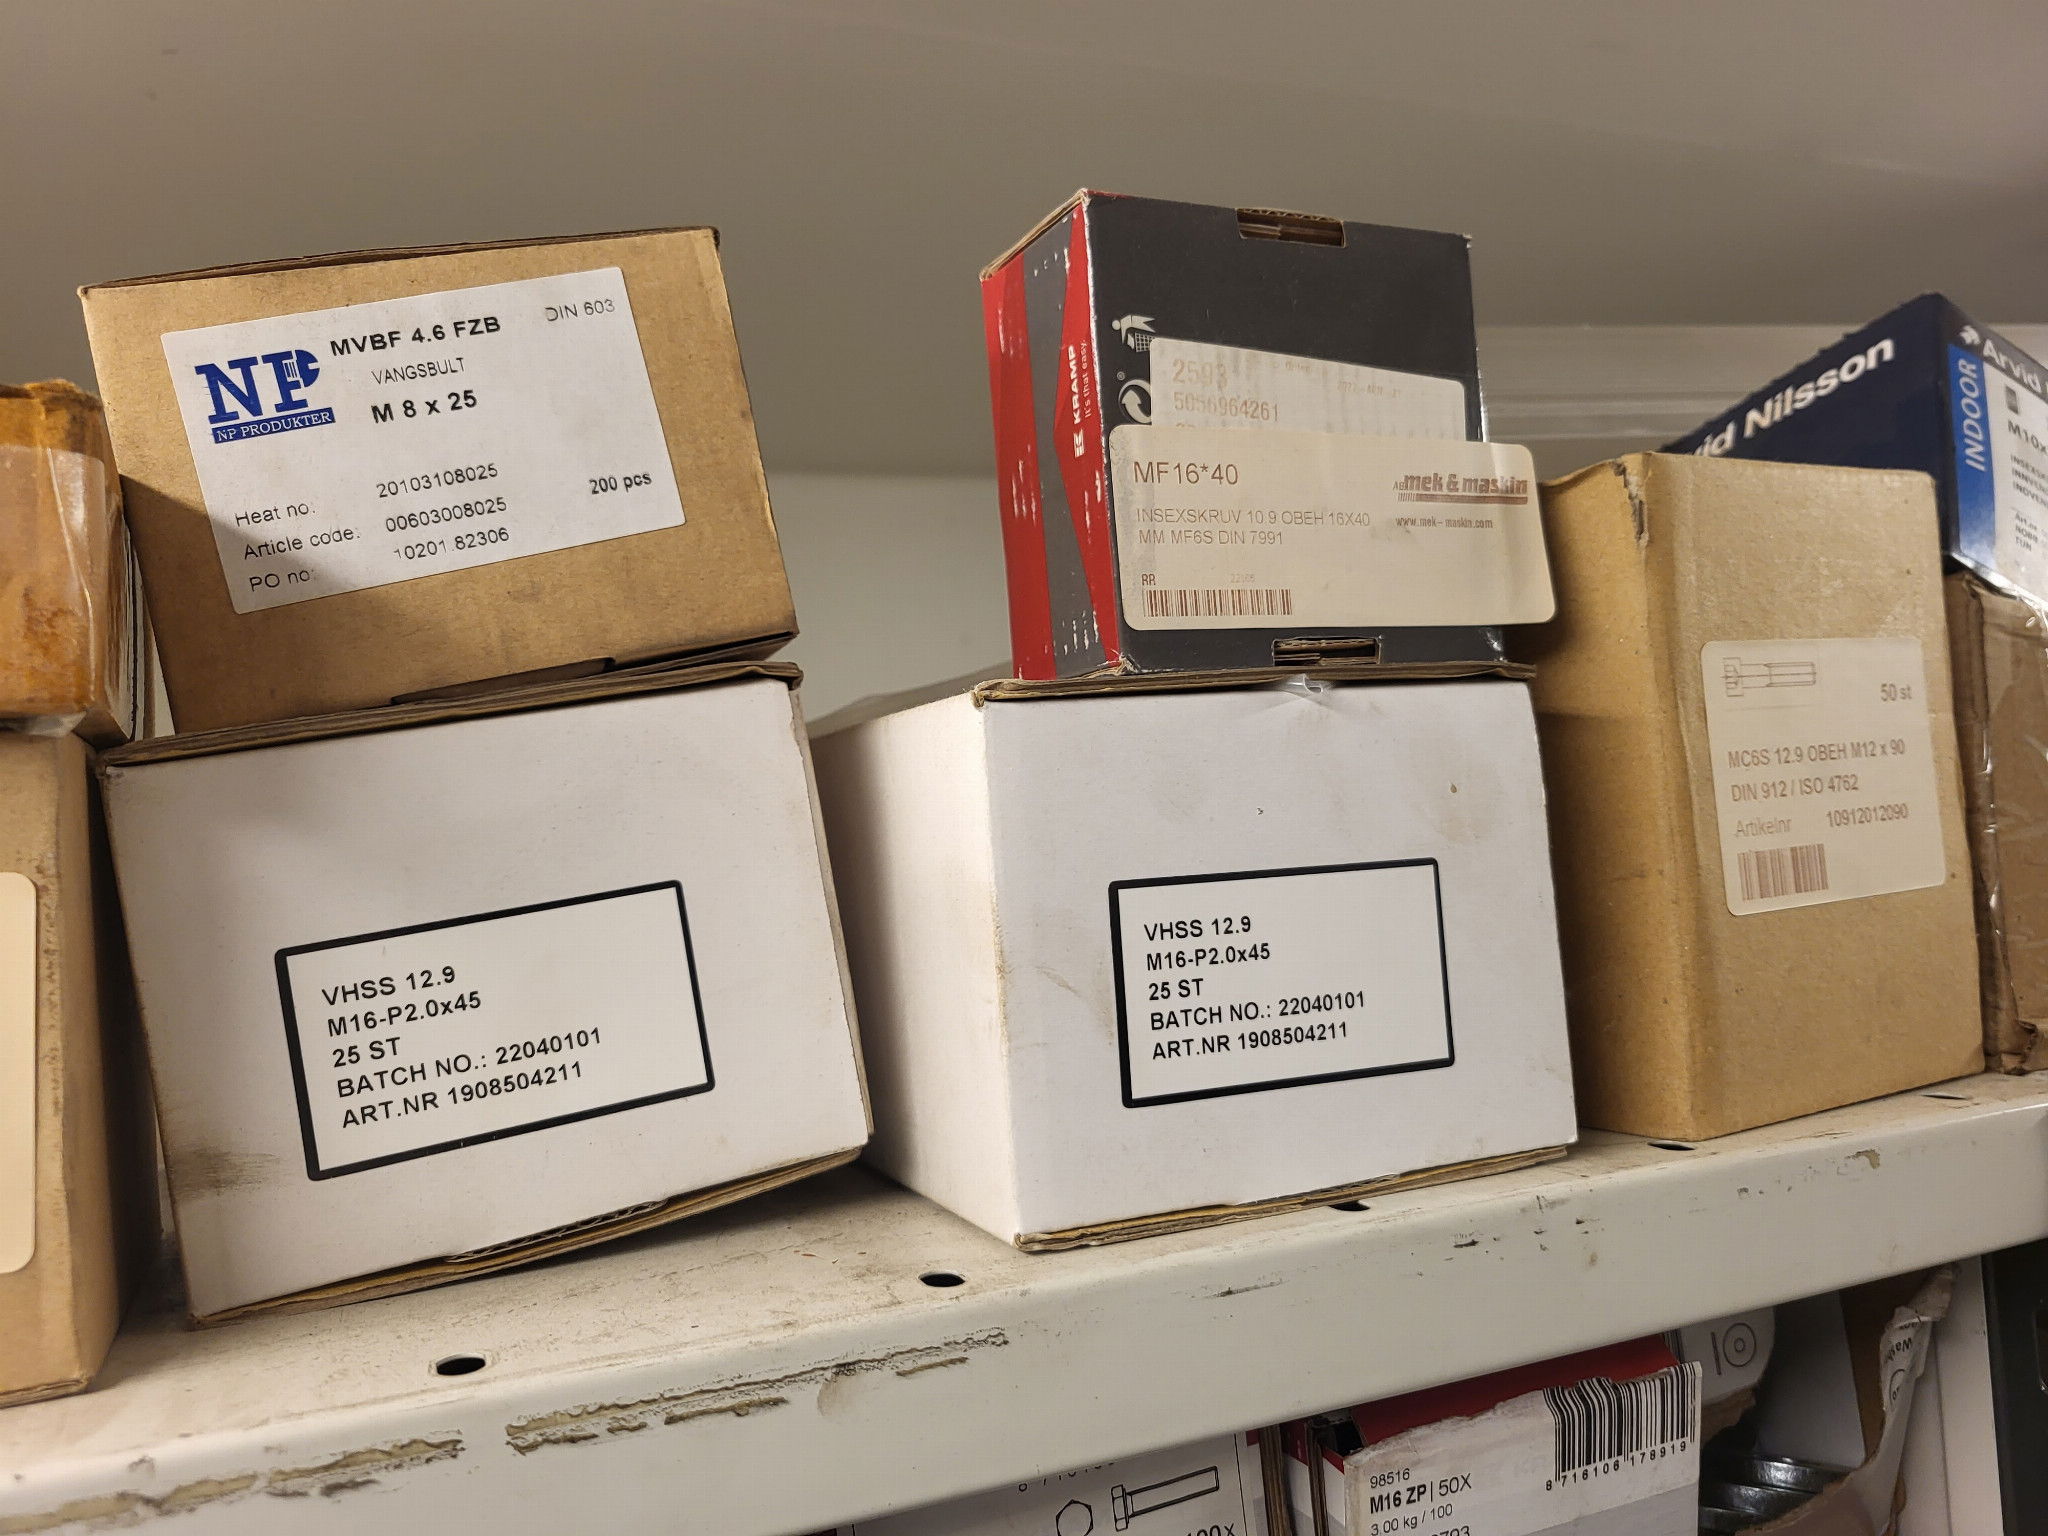 NP
NP PRODUKTER
MVBF 4.6 FZB
DIN 603
VANGSBULT
M 8 x 25
Heat no: 20103108025
Article code: 00603008025
200 pcs
PO no: 10201 82306
KRAMP
It's that easy.
2593
5056964261
MF16*40
AB mek & maskin
INSEXSKRUV 10.9 OBEH 16X40
www.mek-maskin.com
MM MF6S DIN 7991
RR
Nilsson
Arvid
INDOOR
50 st
MC6S 12.9 OBEH M12 x 90
DIN 912 / ISO 4762
Artikelnr 10912012090
VHSS 12.9
M16-P2.0x45
25 ST
BATCH NO.: 22040101
ART.NR 1908504211
VHSS 12.9
M16-P2.0x45
25 ST
BATCH NO.: 22040101
ART.NR 1908504211
98516
M16 ZP | 50X
3.00 kg / 100
8 716106 178919